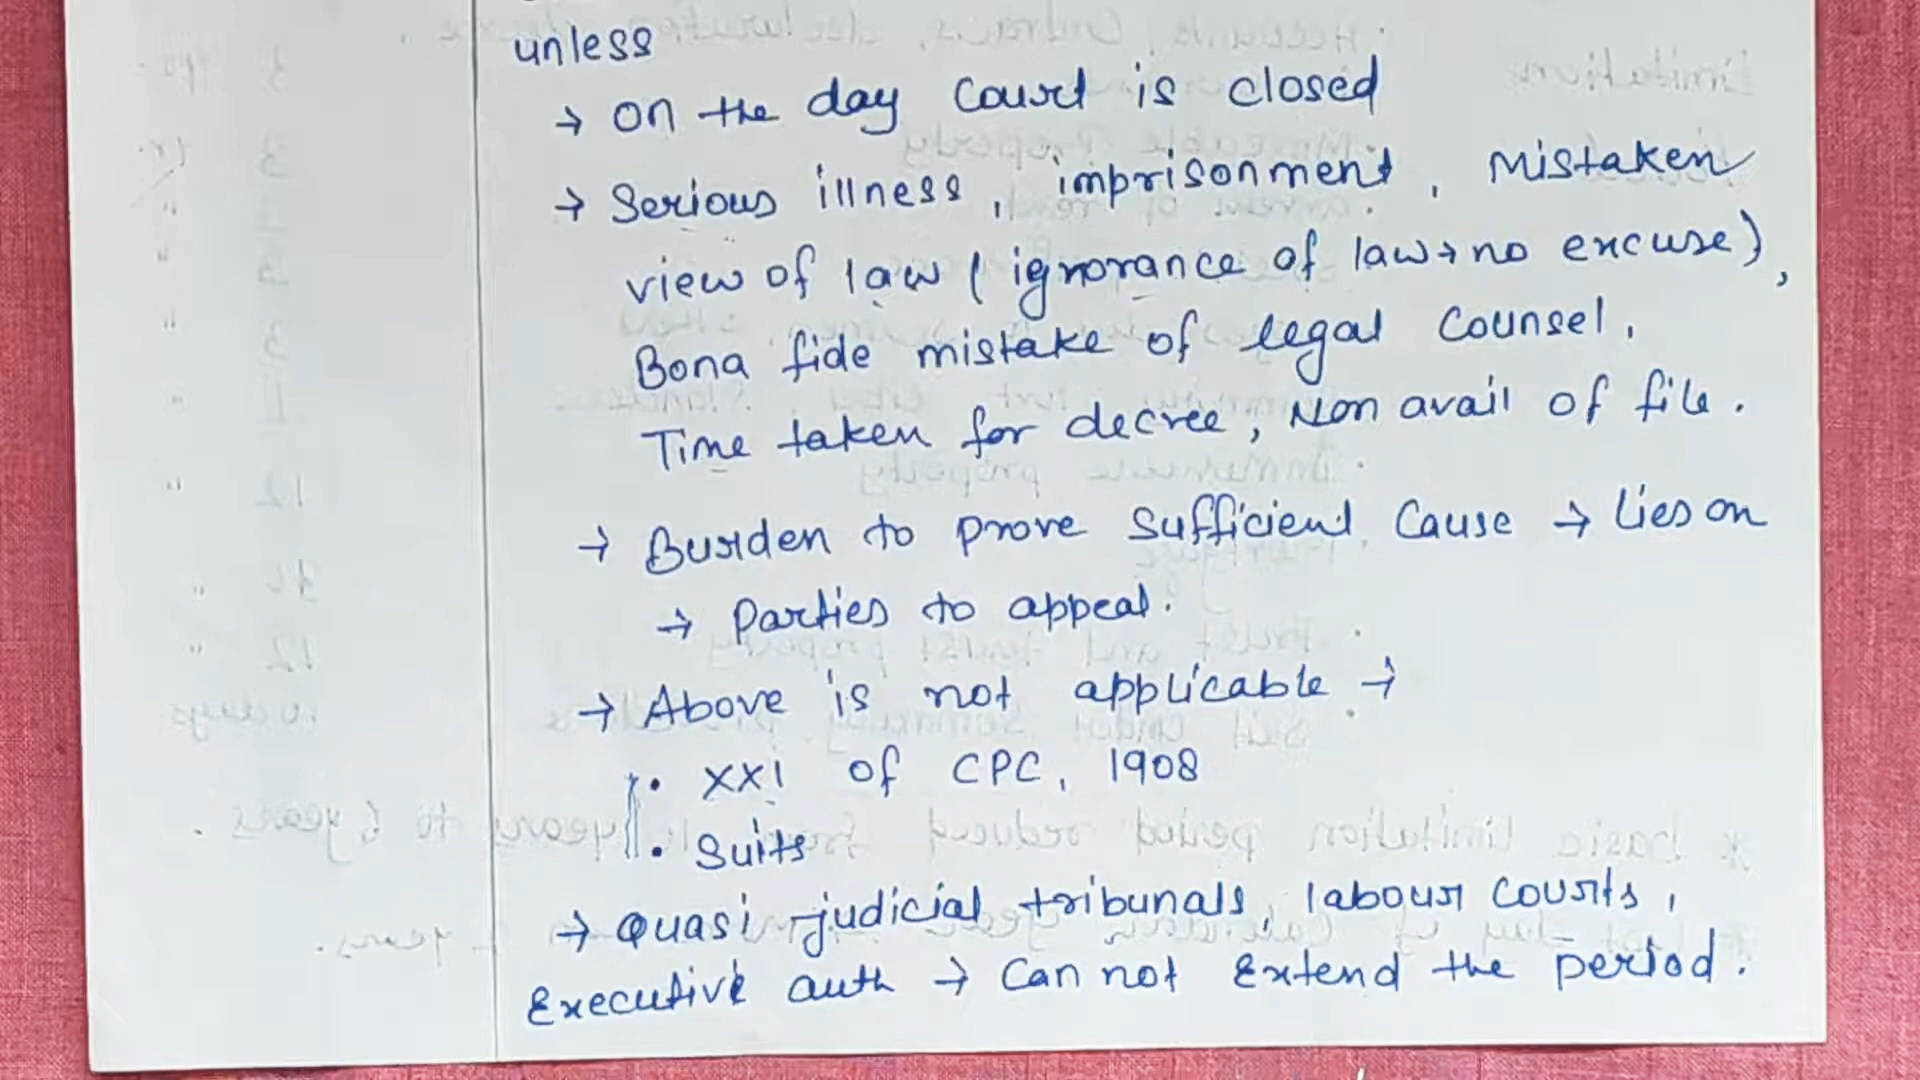 unless
→ on the day court is closed
→ Serious illness, imprisonment, Mistaken
view of law (ignorance of law → no excuse),
Bona fide mistake of legal counsel,
Time taken for decree, Non avail of file.
→ Burden to prove Sufficient Cause → Lies on
→ Parties to appeal.
→ Above is not applicable →
• XXI of CPC, 1908
• Suits
→ Quasi-judicial tribunals, labour courts,
Executive auth → Can not Extend the period.